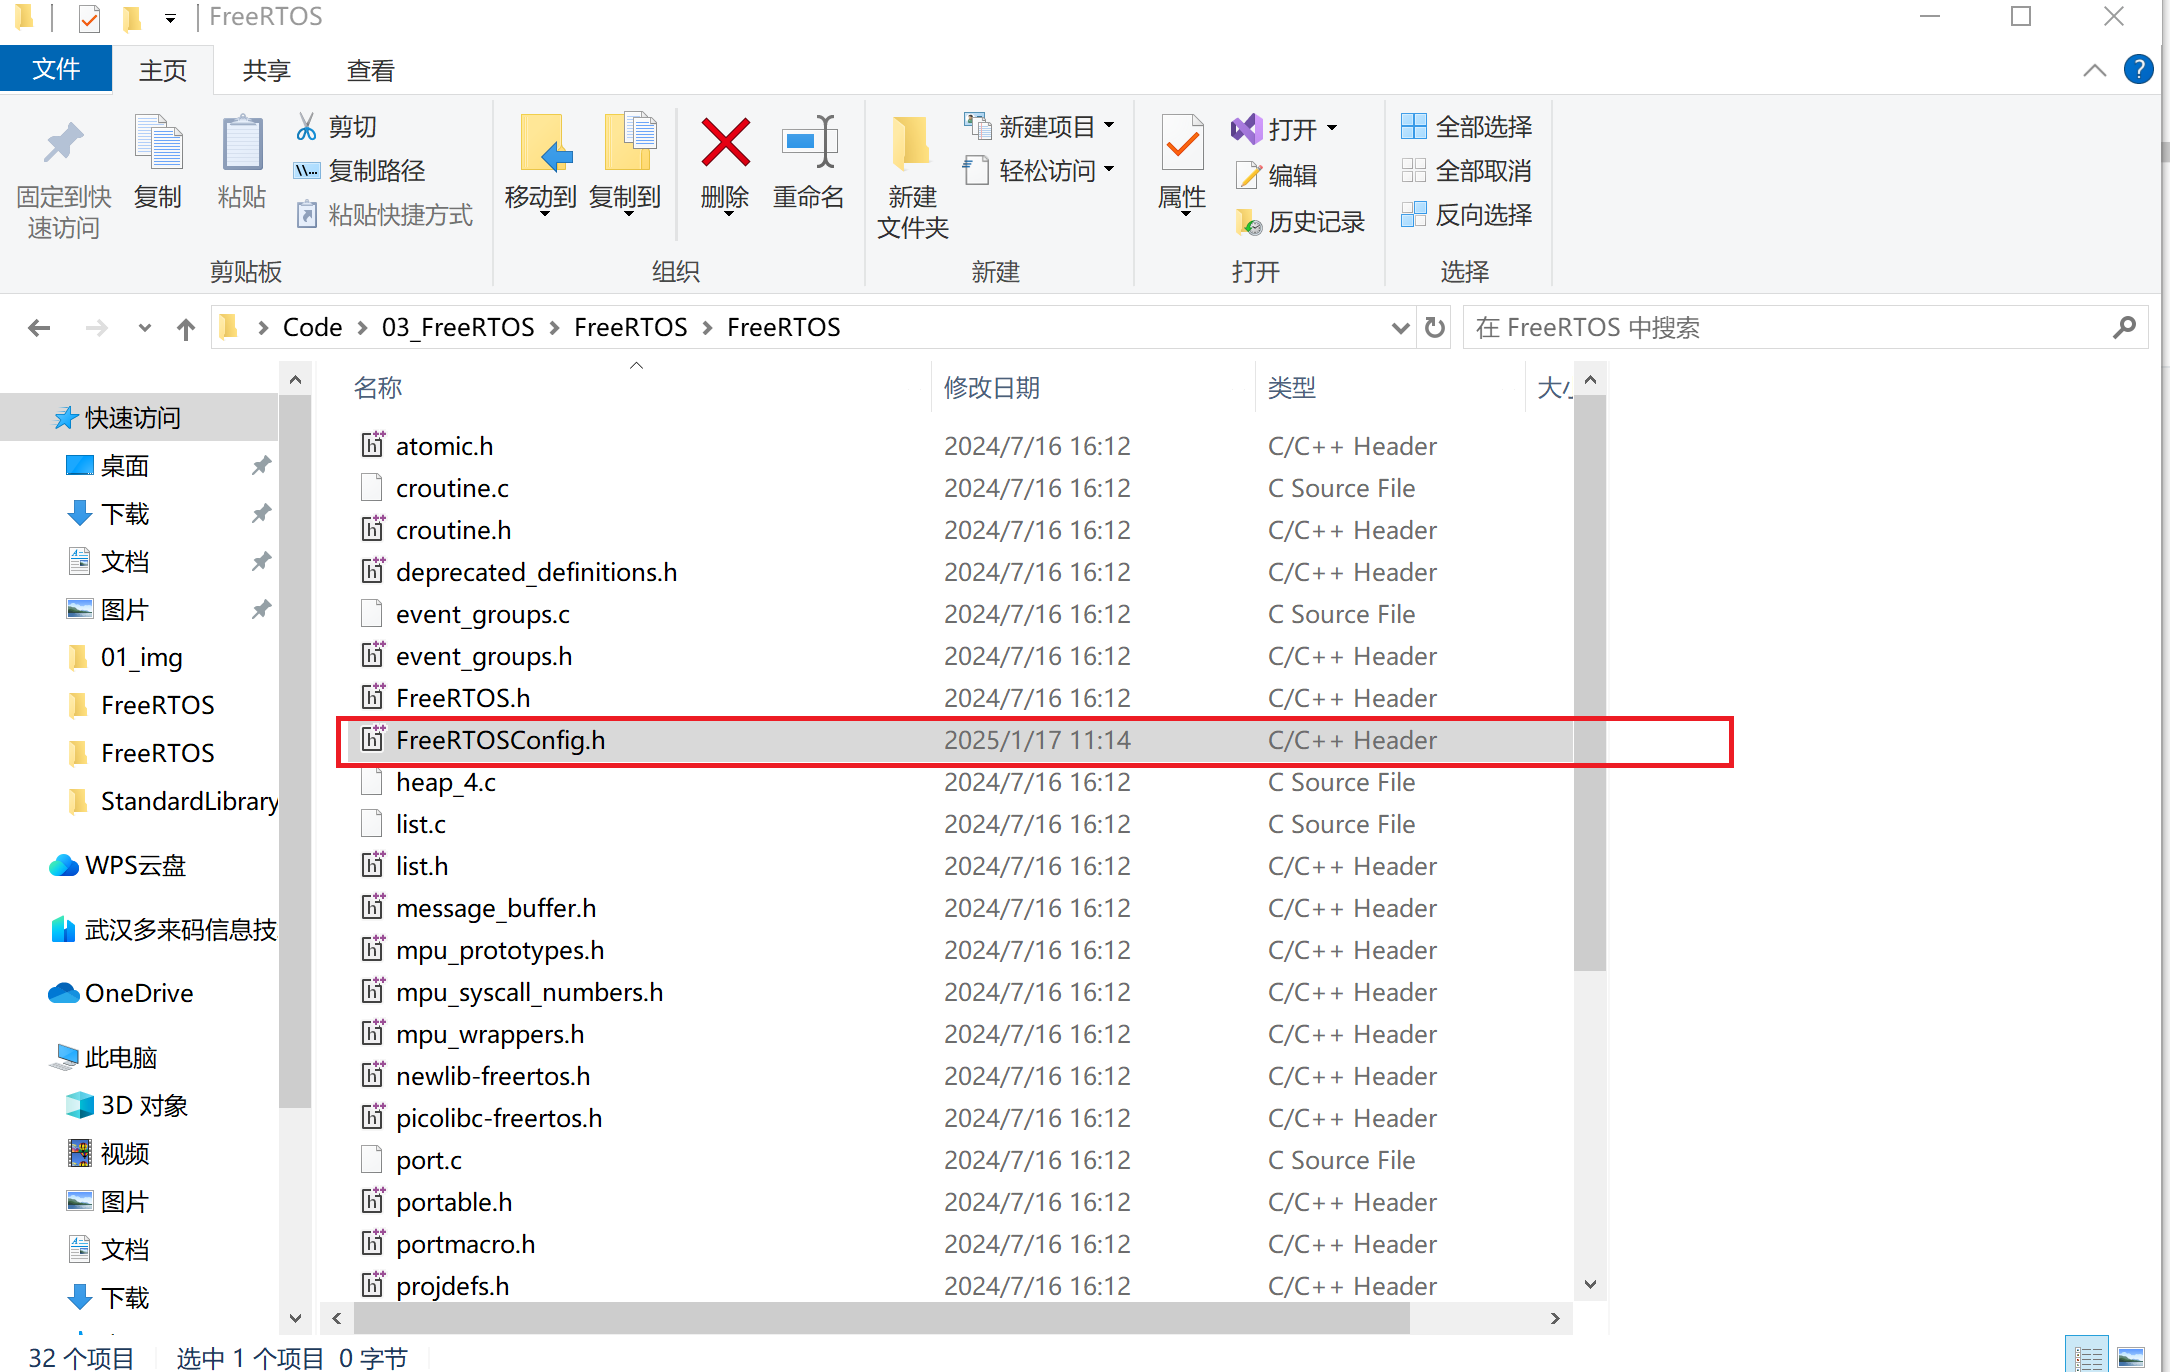 FreeRTOS
文件 主页 共享 查看
固定到快速访问
复制
粘贴
剪切
复制路径
粘贴快捷方式
剪贴板
移动到
复制到
删除
重命名
组织
新建文件夹
新建项目
轻松访问
新建
属性
打开
编辑
历史记录
打开
全部选择
全部取消
反向选择
选择
Code 03_FreeRTOS FreeRTOS FreeRTOS
在 FreeRTOS 中搜索
快速访问
桌面
下载
文档
图片
01_img
FreeRTOS
FreeRTOS
StandardLibrary
WPS云盘
武汉多来码信息技
OneDrive
此电脑
3D 对象
视频
图片
文档
下载
名称 修改日期 类型
atomic.h 2024/7/16 16:12 C/C++ Header
croutine.c 2024/7/16 16:12 C Source File
croutine.h 2024/7/16 16:12 C/C++ Header
deprecated_definitions.h 2024/7/16 16:12 C/C++ Header
event_groups.c 2024/7/16 16:12 C Source File
event_groups.h 2024/7/16 16:12 C/C++ Header
FreeRTOS.h 2024/7/16 16:12 C/C++ Header
FreeRTOSConfig.h 2025/1/17 11:14 C/C++ Header
heap_4.c 2024/7/16 16:12 C Source File
list.c 2024/7/16 16:12 C Source File
list.h 2024/7/16 16:12 C/C++ Header
message_buffer.h 2024/7/16 16:12 C/C++ Header
mpu_prototypes.h 2024/7/16 16:12 C/C++ Header
mpu_syscall_numbers.h 2024/7/16 16:12 C/C++ Header
mpu_wrappers.h 2024/7/16 16:12 C/C++ Header
newlib-freertos.h 2024/7/16 16:12 C/C++ Header
picolibc-freertos.h 2024/7/16 16:12 C/C++ Header
port.c 2024/7/16 16:12 C Source File
portable.h 2024/7/16 16:12 C/C++ Header
portmacro.h 2024/7/16 16:12 C/C++ Header
projdefs.h 2024/7/16 16:12 C/C++ Header
32 个项目 选中 1 个项目 0 字节